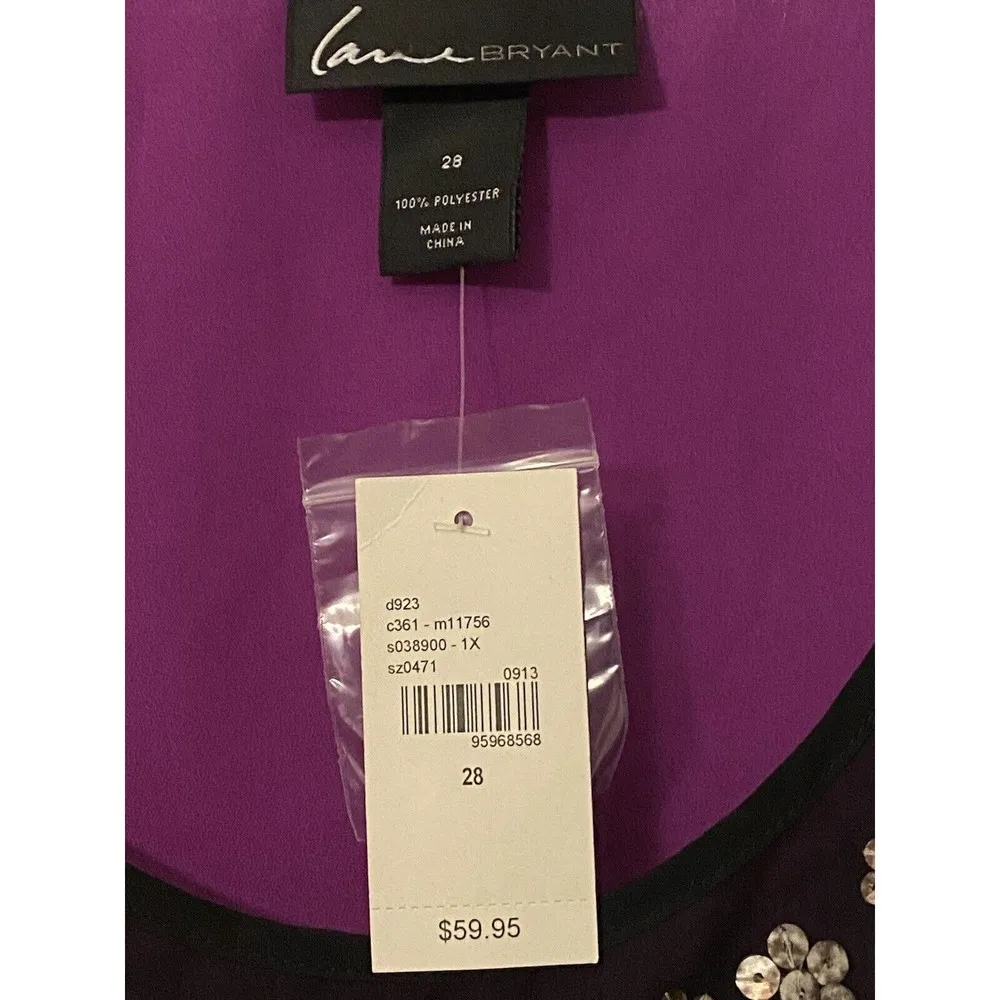 Lane BRYANT
28
100% POLYESTER
MADE IN
CHINA
d923
c361 - m11756
s038900 - 1X
sz0471
0913
95968568
28
$59.95